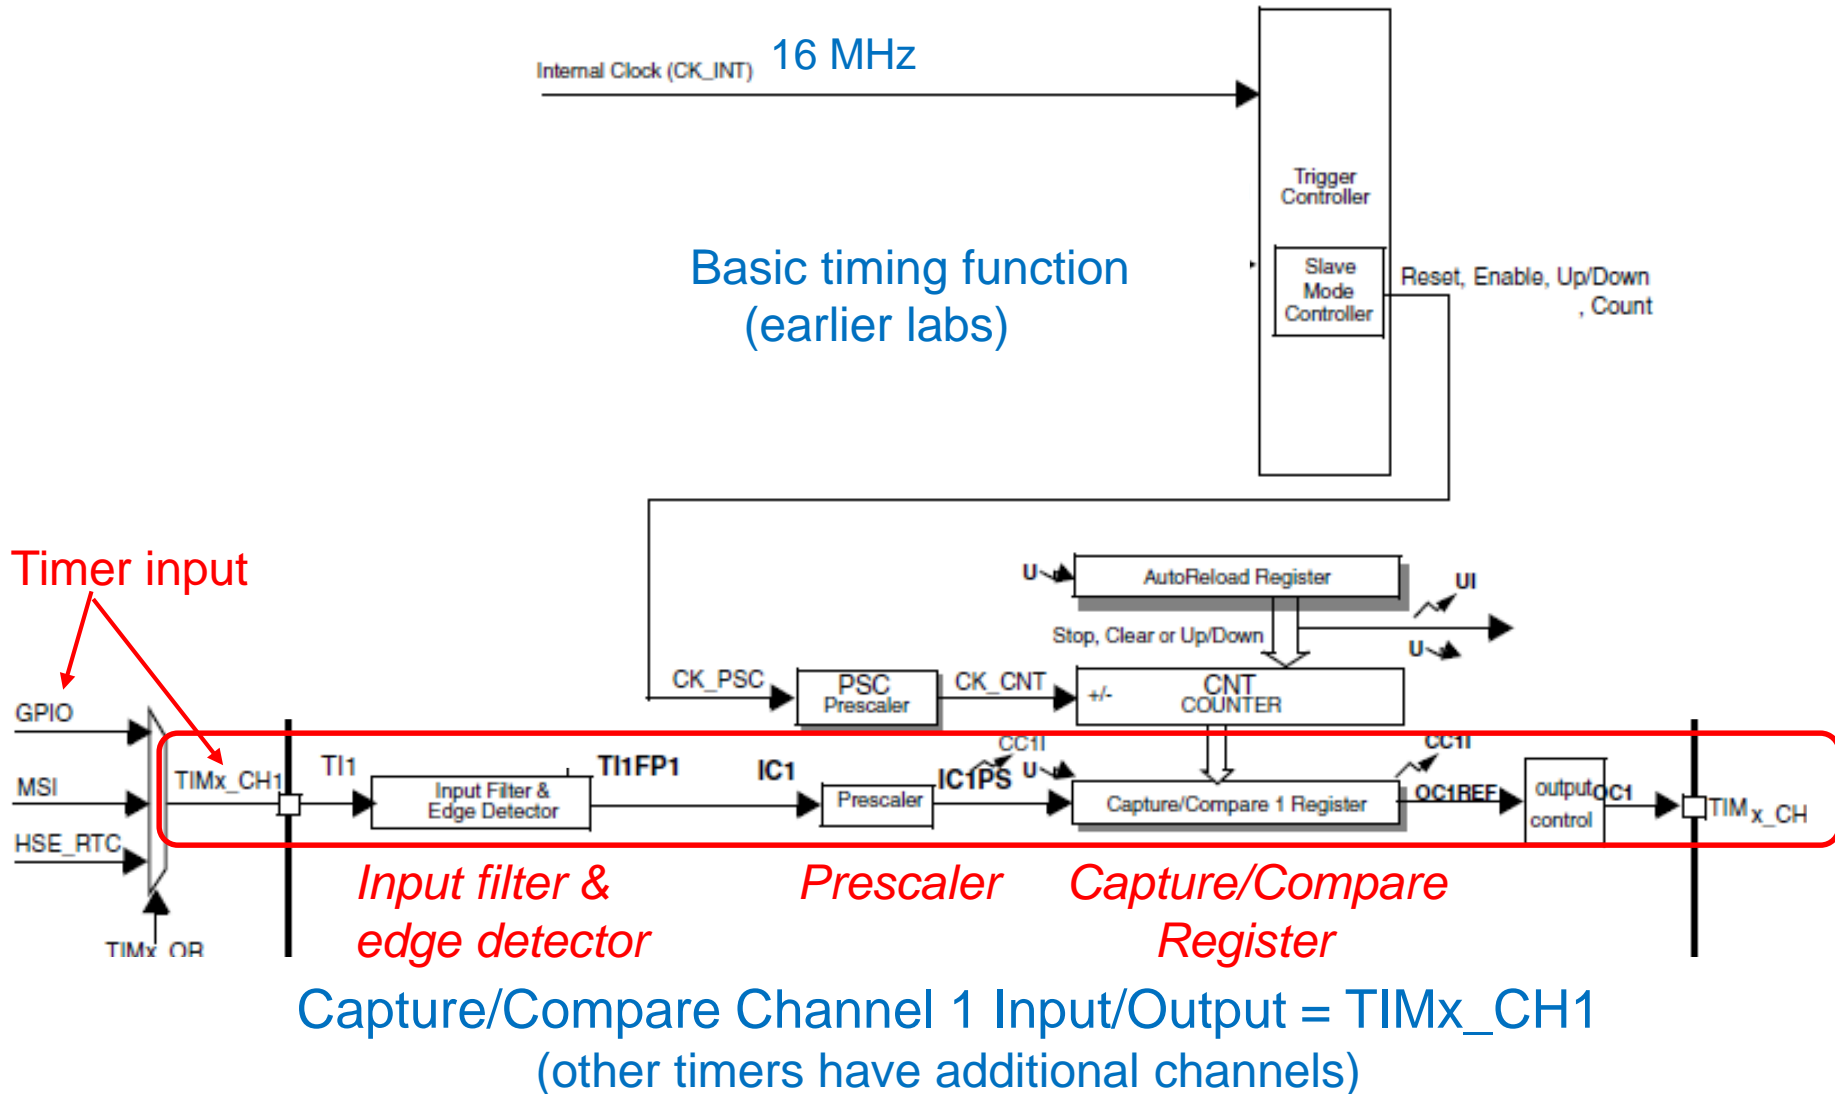 Internal Clock (CK_INT) 16 MHz
Trigger
Controller
Basic timing function
(earlier labs)
Slave
Mode
Controller
Reset, Enable, Up/Down
, Count
Timer input
U
AutoReload Register
UI
Stop, Clear or Up/Down
U
CK_PSC
PSC
Prescaler
CK_CNT
+/-
CNT
COUNTER
GPIO
MSI
HSE_RTC
TIMx_CH1
TI1
Input Filter &
Edge Detector
TI1FP1
IC1
Prescaler
CC1I
IC1PS
U
Capture/Compare 1 Register
CC1I
OC1REF
output
control
OC1
TIMx_CH
TIMx_OR
Input filter &
edge detector
Prescaler
Capture/Compare
Register
Capture/Compare Channel 1 Input/Output = TIMx_CH1
(other timers have additional channels)